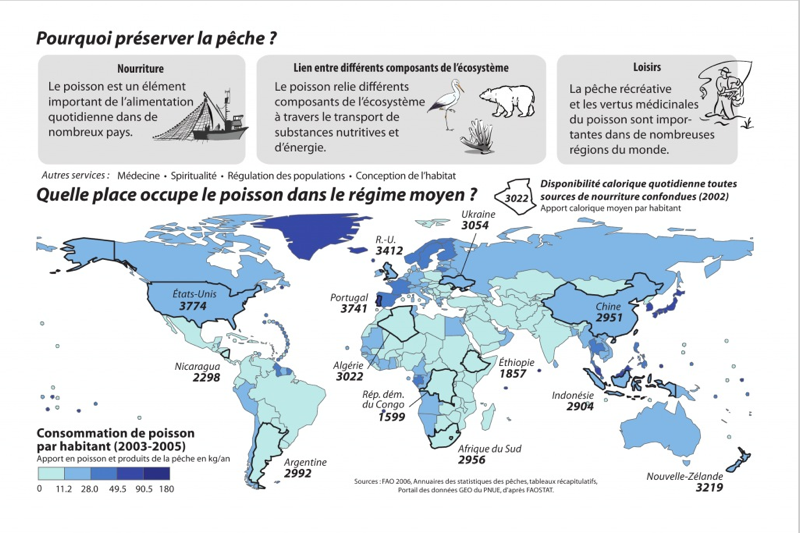 Pourquoi préserver la pêche ?
Nourriture
Le poisson est un élément
important de l'alimentation
quotidienne dans de
nombreux pays.
Lien entre différents composants de l'écosystème
Le poisson relie différents
composants de l'écosystème
à travers le transport de
substances nutritives et
d'énergie.
Loisirs
La pêche récréative
et les vertus médicinales
du poisson sont impor-
tantes dans de nombreuses
régions du monde.
Autres services : Médecine • Spiritualité • Régulation des populations • Conception de l'habitat
Quelle place occupe le poisson dans le régime moyen ?
3022
Disponibilité calorique quotidienne toutes
sources de nourriture confondues (2002)
Apport calorique moyen par habitant
Ukraine
3054
R.-U.
3412
États-Unis
3774
Portugal
3741
Chine
2951
Nicaragua
2298
Algérie
3022
Éthiopie
1857
Rép. dém.
du Congo
1599
Indonésie
2904
Afrique du Sud
2956
Argentine
2992
Nouvelle-Zélande
3219
Consommation de poisson
par habitant (2003-2005)
Apport en poisson et produits de la pêche en kg/an
0 11.2 28.0 49.5 90.5 180
Sources : FAO 2006, Annuaires des statistiques des pêches, tableaux récapitulatifs,
Portail des données GEO du PNUE, d'après FAOSTAT.